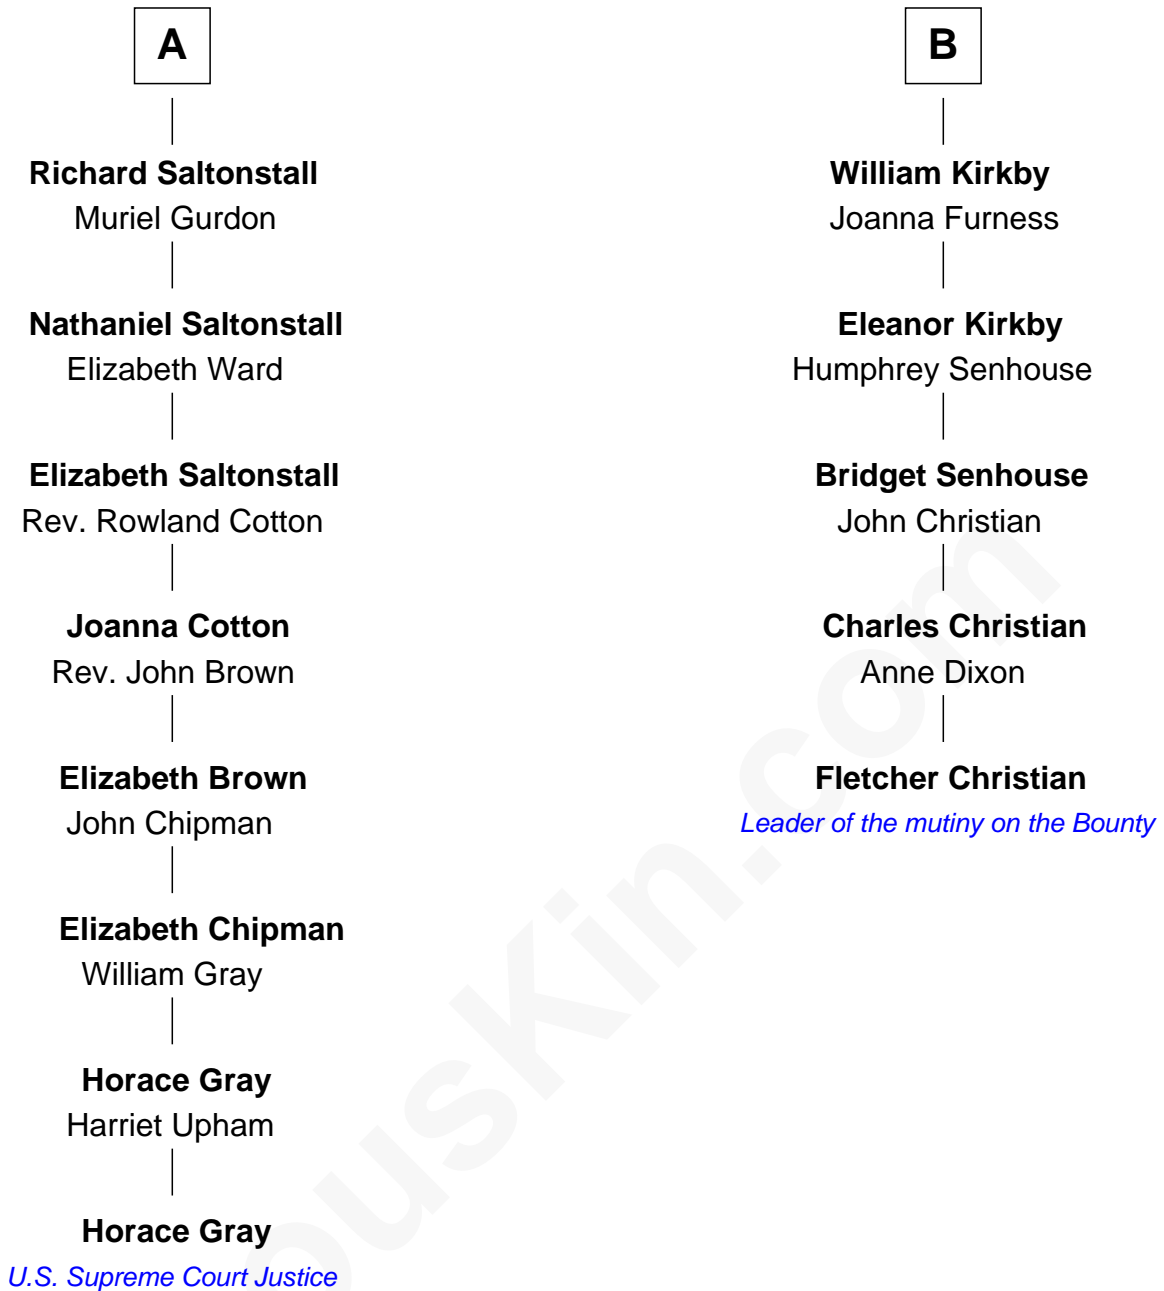 A
Richard Saltonstall
Muriel Gurdon
Nathaniel Saltonstall
Elizabeth Ward
Elizabeth Saltonstall
Rev. Rowland Cotton
Joanna Cotton
Rev. John Brown
Elizabeth Brown
John Chipman
Elizabeth Chipman
William Gray
Horace Gray
Harriet Upham
Horace Gray
U.S. Supreme Court Justice
B
William Kirkby
Joanna Furness
Eleanor Kirkby
Humphrey Senhouse
Bridget Senhouse
John Christian
Charles Christian
Anne Dixon
Fletcher Christian
Leader of the mutiny on the Bounty
ousKin.com